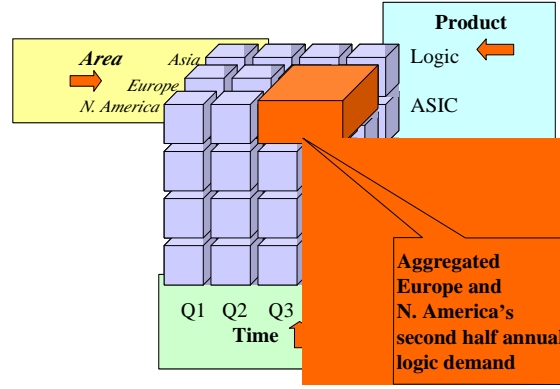 Product
Area
Asia
Logic
Europe
N. America
ASIC
Aggregated
Europe and
N. America's
second half annual
logic demand
Q1 Q2 Q3
Time